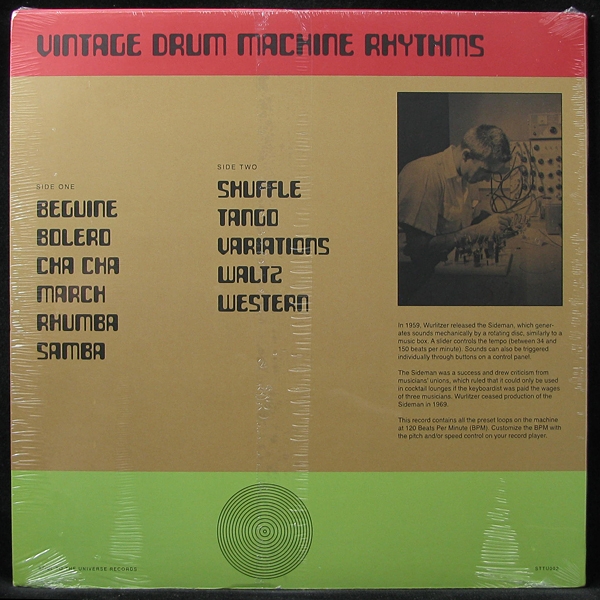 VINTAGE DRUM MACHINE RHYTHMS
SIDE ONE
BEGUINE
BOLERO
CHA CHA
MARCH
RHUMBA
SAMBA
SIDE TWO
SHUFFLE
TANGO
VARIATIONS
WALTZ
WESTERN
In 1959, Wurlitzer released the Sideman, which gener-
ates sounds mechanically by a rotating disc, similarly to a
music box. A slider controls the tempo (between 34 and
150 beats per minute). Sounds can also be triggered
individually through buttons on a control panel.
The Sideman was a success and drew criticism from
musicians' unions, which ruled that it could only be used
in cocktail lounges if the keyboardist was paid the wages
of three musicians. Wurlitzer ceased production of the
Sideman in 1969.
This record contains all the preset loops on the machine
at 120 Beats Per Minute (BPM). Customize the BPM with
the pitch and/or speed control on your record player.
THE UNIVERSE RECORDS